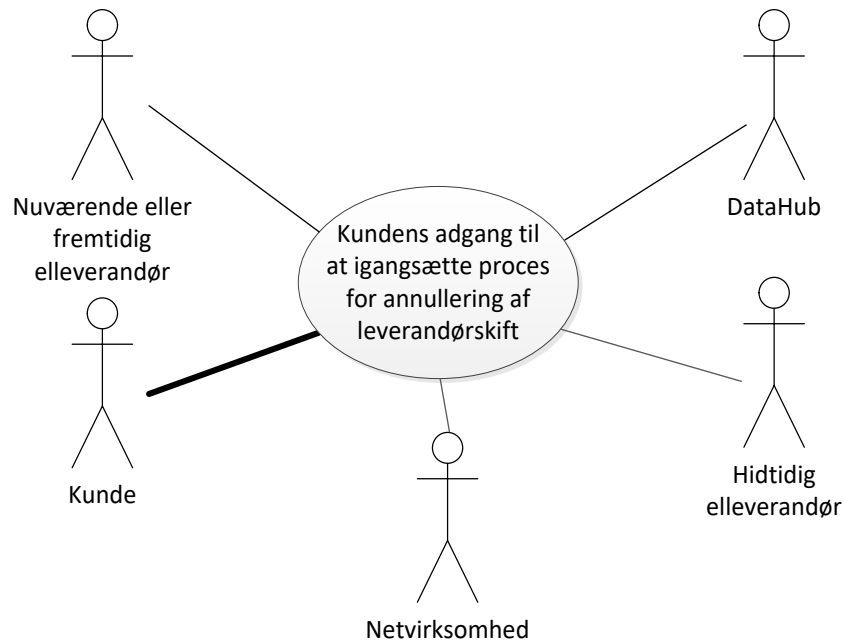 Nuværende eller
fremtidig
elleverandør
DataHub
Kundens adgang til
at igangsætte proces
for annullering af
leverandørskift
Kunde
Hidtidig
elleverandør
Netvirksomhed